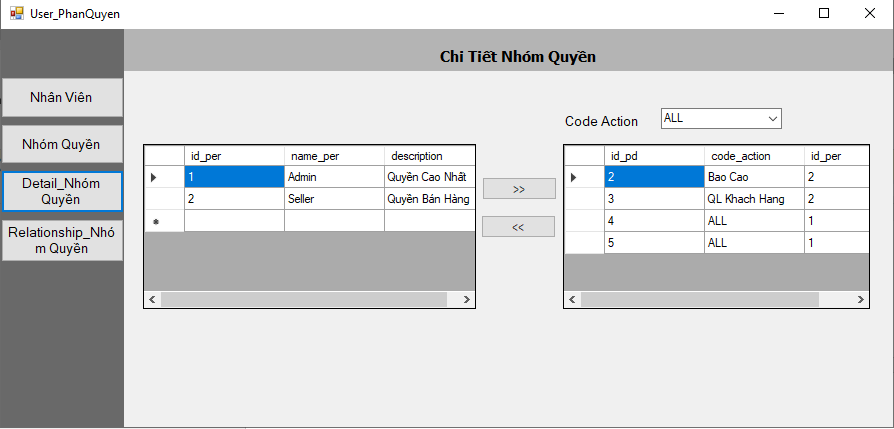 User_PhanQuyen
Chi Tiết Nhóm Quyền
Nhân Viên
Nhóm Quyền
Detail_Nhóm
Quyền
Relationship_Nhó
m Quyền
Code Action ALL
id_per name_per description
1 Admin Quyền Cao Nhất
2 Seller Quyền Bán Hàng
>>
<<
id_pd code_action id_per
2 Bao Cao 2
3 QL Khach Hang 2
4 ALL 1
5 ALL 1